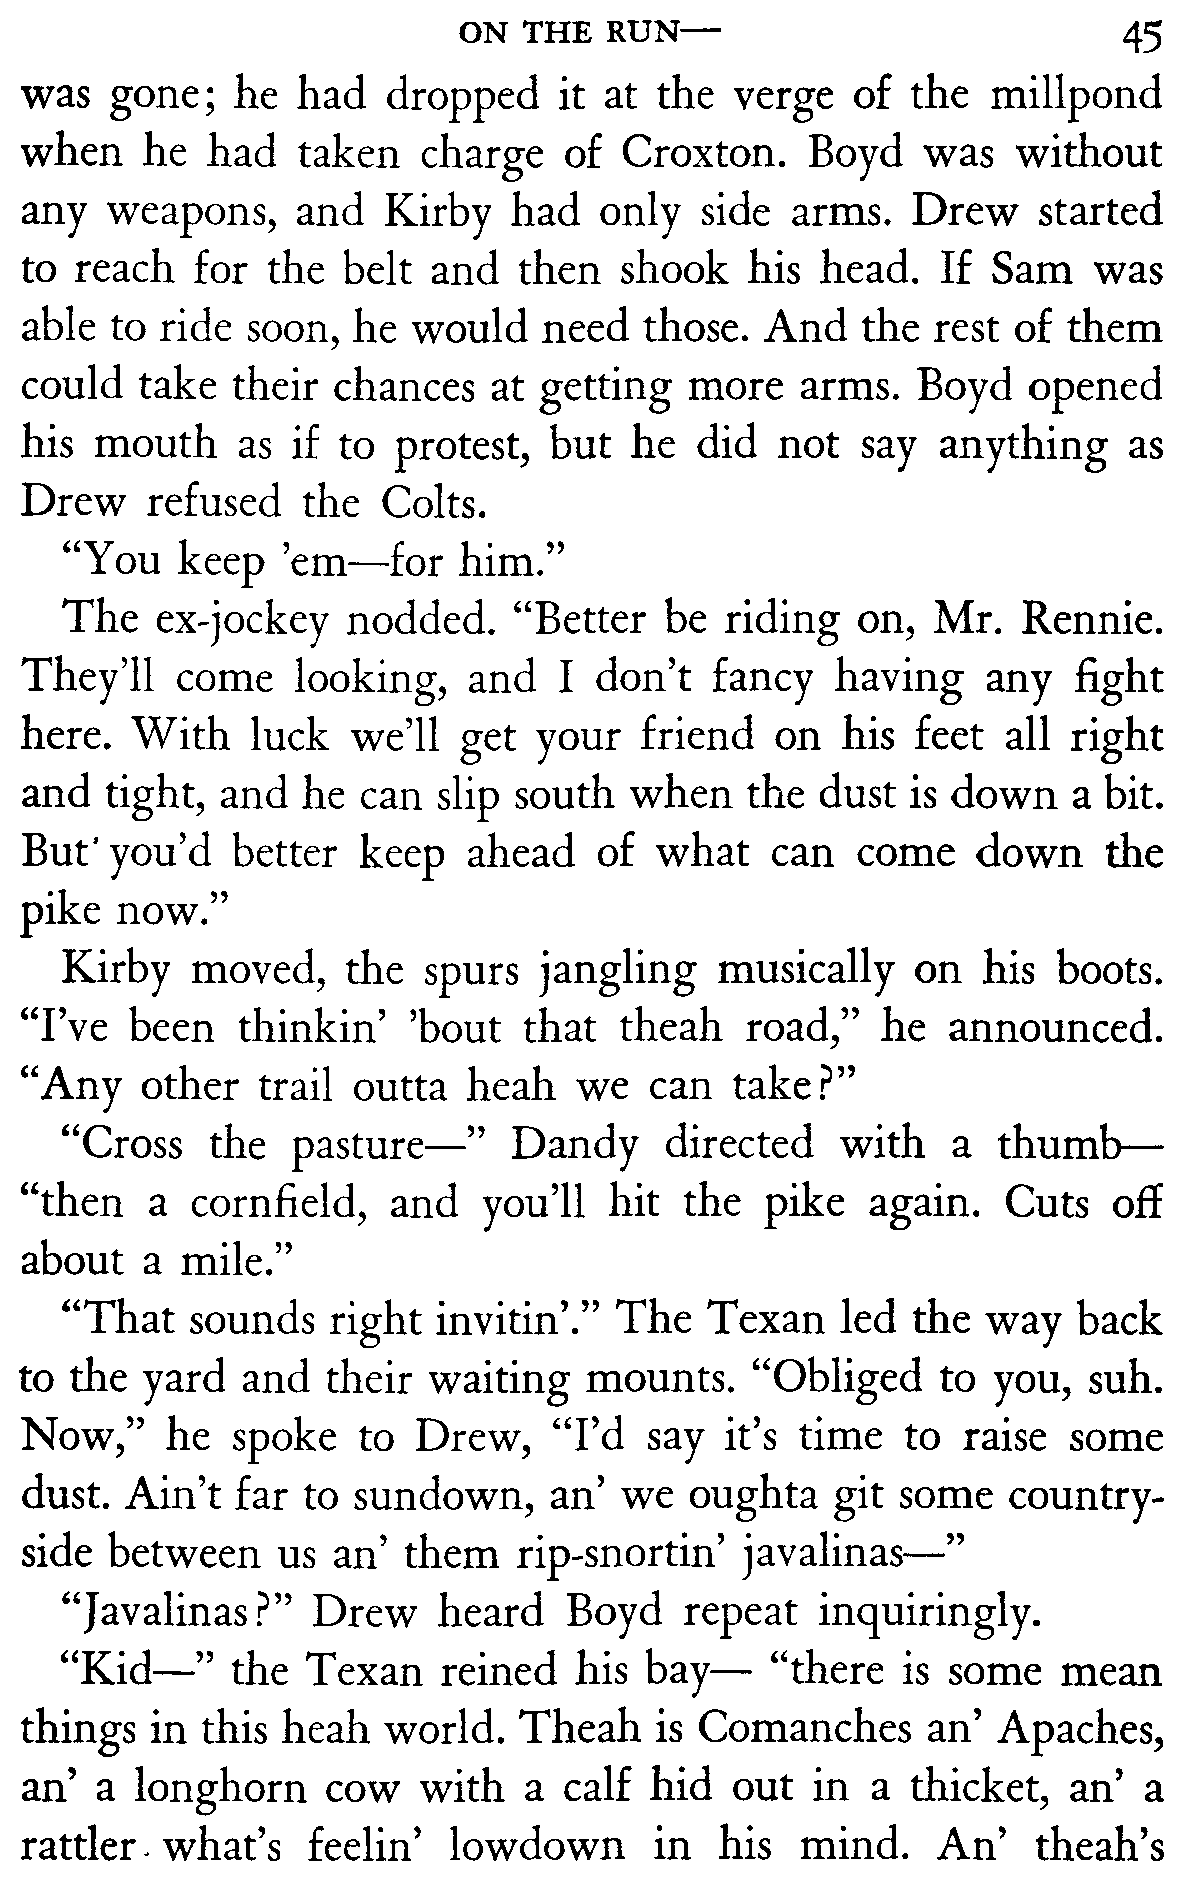 ON THE RUN— 45
was gone; he had dropped it at the verge of the millpond
when he had taken charge of Croxton. Boyd was without
any weapons, and Kirby had only side arms. Drew started
to reach for the belt and then shook his head. If Sam was
able to ride soon, he would need those. And the rest of them
could take their chances at getting more arms. Boyd opened
his mouth as if to protest, but he did not say anything as
Drew refused the Colts.
“You keep ’em—for him.”
The ex-jockey nodded. “Better be riding on, Mr. Rennie.
They’ll come looking, and I don’t fancy having any fight
here. With luck we’ll get your friend on his feet all right
and tight, and he can slip south when the dust is down a bit.
But you’d better keep ahead of what can come down the
pike now.”
Kirby moved, the spurs jangling musically on his boots.
“I’ve been thinkin’ ’bout that theah road,” he announced.
“Any other trail outta heah we can take?”
“Cross the pasture—” Dandy directed with a thumb—
“then a cornfield, and you’ll hit the pike again. Cuts off
about a mile.”
“That sounds right invitin’.” The Texan led the way back
to the yard and their waiting mounts. “Obliged to you, suh.
Now,” he spoke to Drew, “I’d say it’s time to raise some
dust. Ain’t far to sundown, an’ we oughta git some country-
side between us an’ them rip-snortin’ javalinas—”
“Javalinas?” Drew heard Boyd repeat inquiringly.
“Kid—” the Texan reined his bay— “there is some mean
things in this heah world. Theah is Comanches an’ Apaches,
an’ a longhorn cow with a calf hid out in a thicket, an’ a
rattler what’s feelin’ lowdown in his mind. An’ theah’s